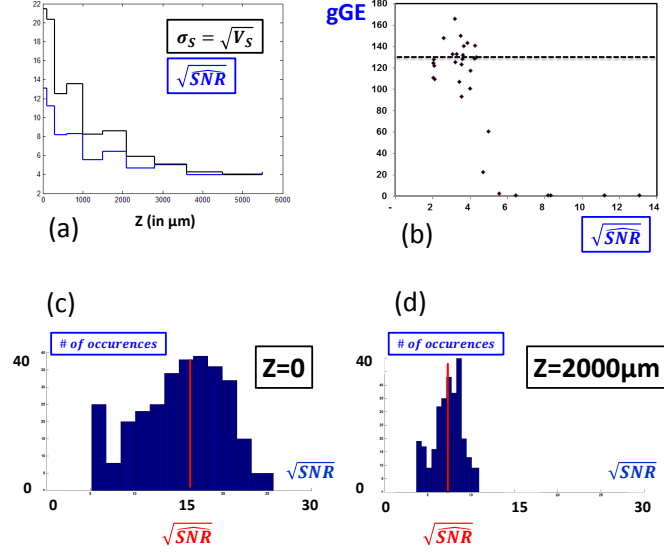 22
20
18
16
14
12
10
8
6
4
2
σ_S = √V_S
√SNR̂
0
1000
2000
3000
4000
5000
6000
Z (in µm)
(a)
gGE
180
160
140
120
100
80
60
40
20
0
-
2
4
6
8
10
12
14
√SNR̂
(b)
(c)
# of occurences
40
0
Z=0
√SNR
0
15
30
√SNR̂
(d)
# of occurences
40
0
Z=2000µm
√SNR
0
15
30
√SNR̂